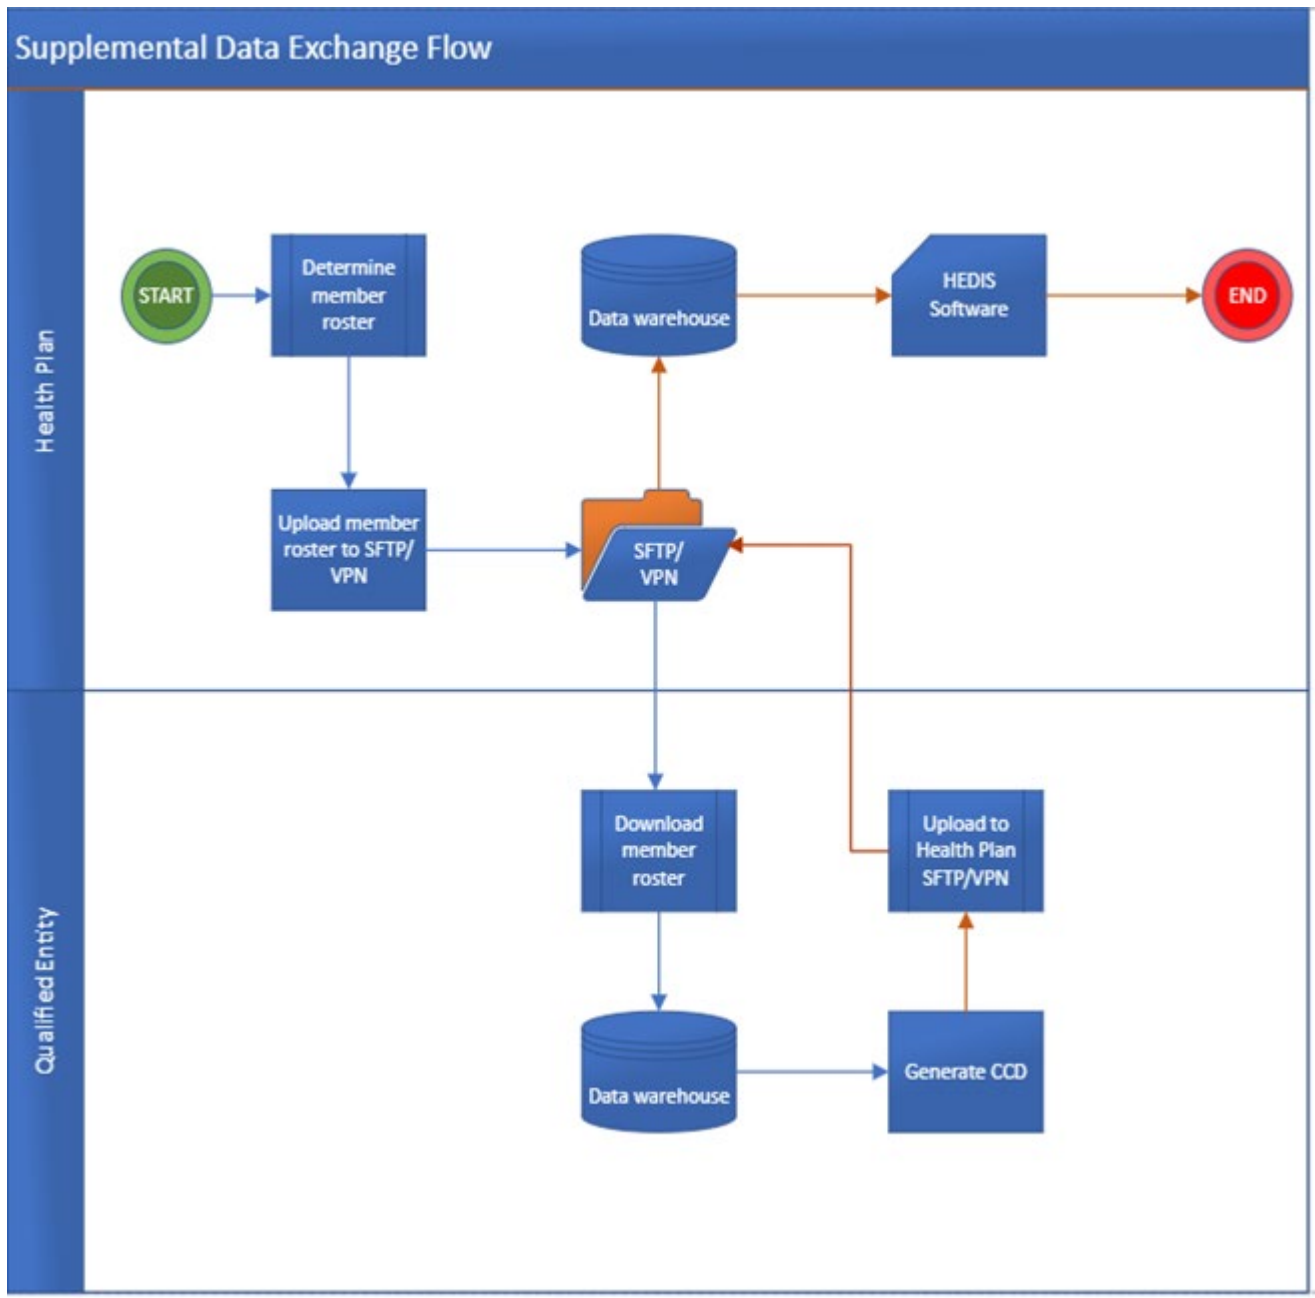 Supplemental Data Exchange Flow
Health Plan
START
Determine
member
roster
Data warehouse
HEDIS
Software
END
Upload member
roster to SFTP/
VPN
SFTP/
VPN
Qualified Entity
Download
member
roster
Upload to
Health Plan
SFTP/VPN
Data warehouse
Generate CCD